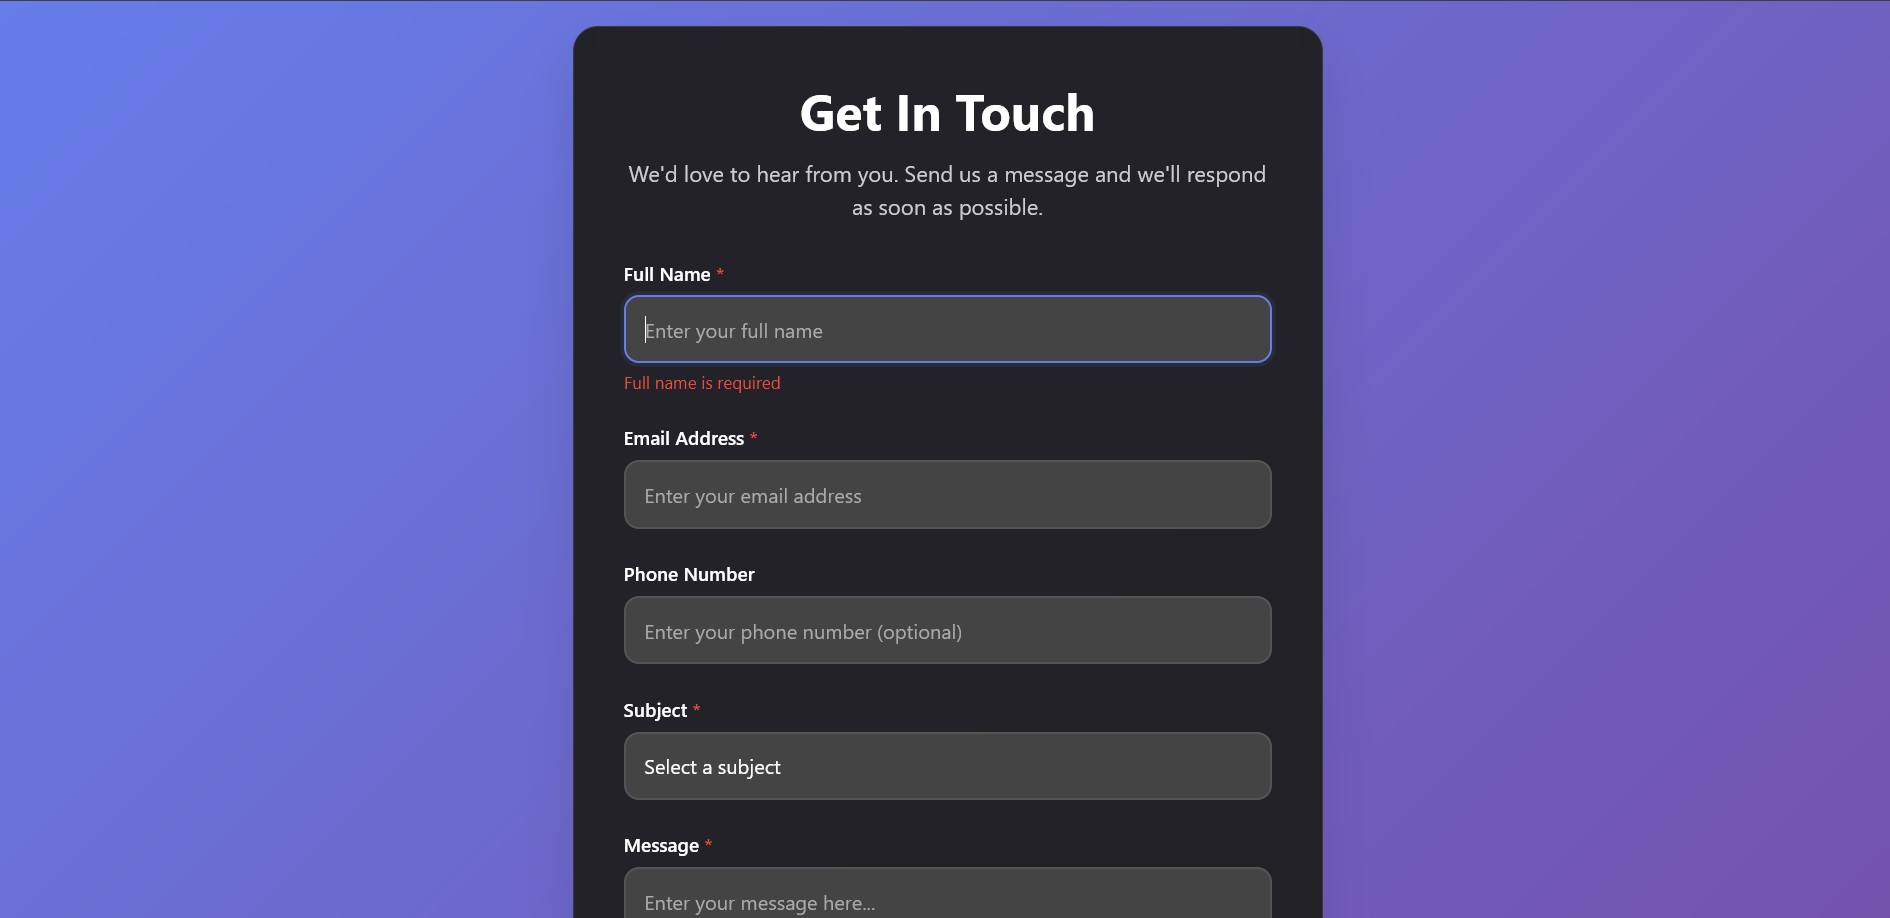 Get In Touch
We'd love to hear from you. Send us a message and we'll respond
as soon as possible.
Full Name *
Enter your full name
Full name is required
Email Address *
Enter your email address
Phone Number
Enter your phone number (optional)
Subject *
Select a subject
Message *
Enter your message here...